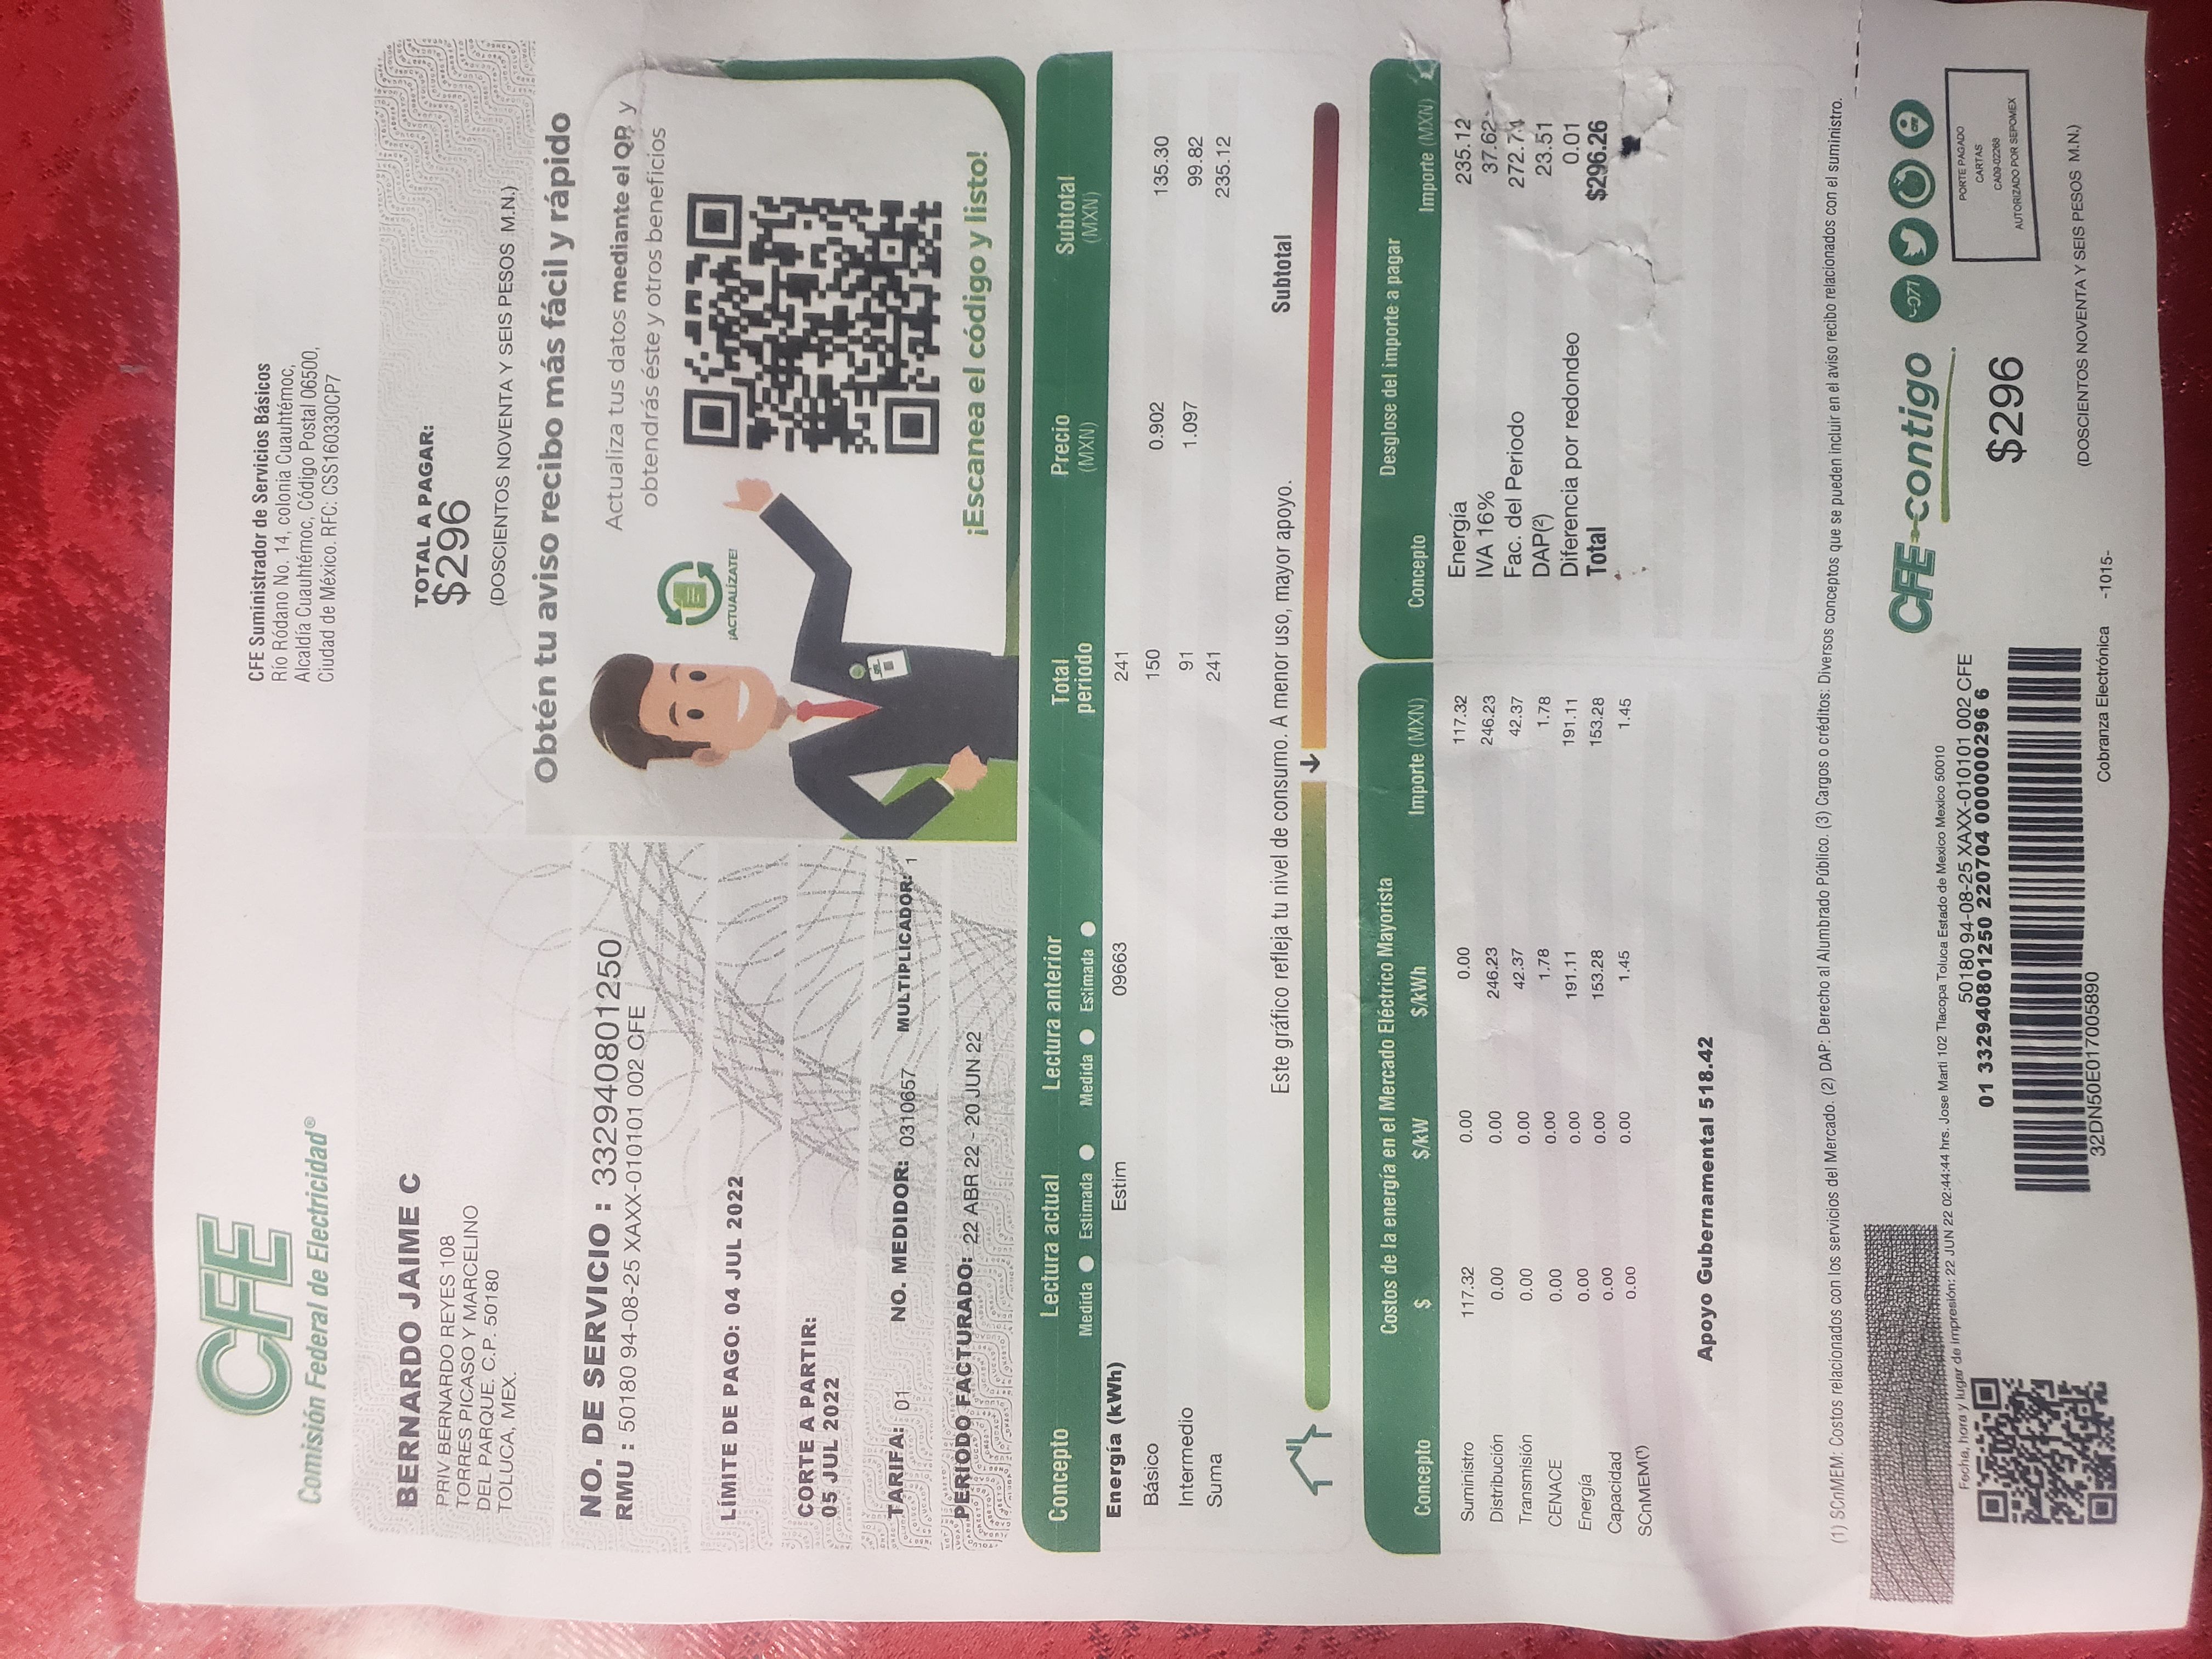 CFE
Comisión Federal de Electricidad®
CFE Suministrador de Servicios Básicos
Río Ródano No. 14, colonia Cuauhtémoc,
Alcaldía Cuauhtémoc, Código Postal 06500,
Ciudad de México. RFC: CSS160330CP7
BERNARDO JAIME C
PRIV BERNARDO REYES 108
TORRES PICASO Y MARCELINO
DEL PARQUE. C.P. 50180
TOLUCA, MEX.
TOTAL A PAGAR:
$296
(DOSCIENTOS NOVENTA Y SEIS PESOS M.N.)
NO. DE SERVICIO : 332940801250
RMU : 50180 94-08-25 XAXX-010101 002 CFE
LÍMITE DE PAGO: 04 JUL 2022
CORTE A PARTIR:
05 JUL 2022
TARIFA: 01 NO. MEDIDOR: 0310657 MULTIPLICADOR: 1
PERIODO FACTURADO: 22 ABR 22 - 20 JUN 22
Obtén tu aviso recibo más fácil y rápido
Actualiza tus datos mediante el QR y
obtendrás éste y otros beneficios
¡ACTUALÍZATE!
CFE
¡Escanea el código y listo!
Concepto Lectura actual Lectura anterior Total periodo Precio (MXN) Subtotal (MXN)
Medida Estimada Medida Estimada
Energía (kWh) Estim 09663 241
Básico 150 0.902 135.30
Intermedio 91 1.097 99.82
Suma 241 235.12
Este gráfico refleja tu nivel de consumo. A menor uso, mayor apoyo. Subtotal
Costos de la energía en el Mercado Eléctrico Mayorista
Concepto $ $/kW $/kWh Importe (MXN)
Suministro 117.32 0.00 0.00 117.32
Distribución 0.00 0.00 246.23 246.23
Transmisión 0.00 0.00 42.37 42.37
CENACE 0.00 0.00 1.78 1.78
Energía 0.00 0.00 191.11 191.11
Capacidad 0.00 0.00 153.28 153.28
SCnMEM(1) 0.00 0.00 1.45 1.45
Apoyo Gubernamental 518.42
Desglose del importe a pagar
Concepto Importe (MXN)
Energía 235.12
IVA 16% 37.62
Fac. del Periodo 272.74
DAP(2) 23.51
Diferencia por redondeo 0.01
Total $296.26
(1) SCnMEM: Costos relacionados con los servicios del Mercado. (2) DAP: Derecho al Alumbrado Público. (3) Cargos o créditos: Diversos conceptos que se pueden incluir en el aviso recibo relacionados con el suministro.
CFE contigo
071
CFE
Fecha, hora y lugar de impresión: 22 JUN 22 02:44:44 hrs. Jose Marti 102 Tlacopa Toluca Estado de Mexico Mexico 50010
50180 94-08-25 XAXX-010101 002 CFE
01 332940801250 220704 000000296 6
32DN50E017005890
Cobranza Electrónica -1015-
$296
(DOSCIENTOS NOVENTA Y SEIS PESOS M.N.)
PORTE PAGADO
CARTAS
CA09-02268
AUTORIZADO POR SEPOMEX